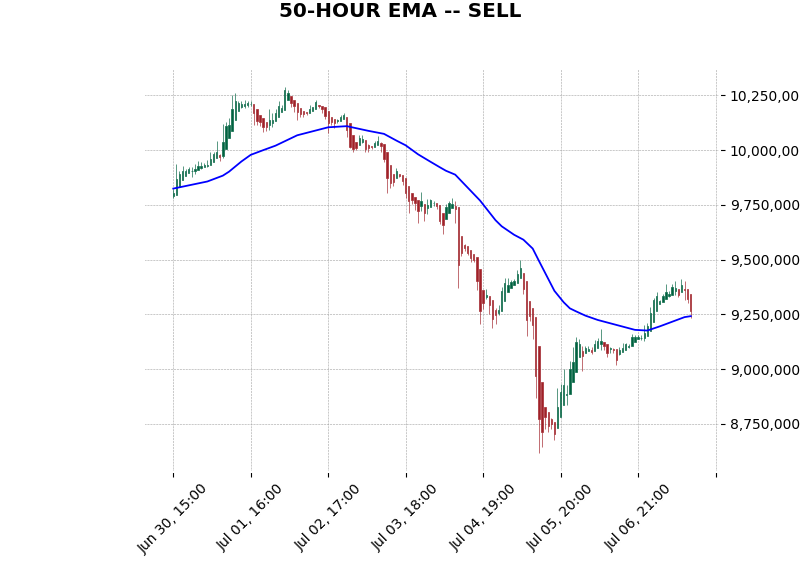 50-HOUR EMA -- SELL
10,250,00
10,000,00
9,750,000
9,500,000
9,250,000
9,000,000
8,750,000
Jun 30, 15:00
Jul 01, 16:00
Jul 02, 17:00
Jul 03, 18:00
Jul 04, 19:00
Jul 05, 20:00
Jul 06, 21:00